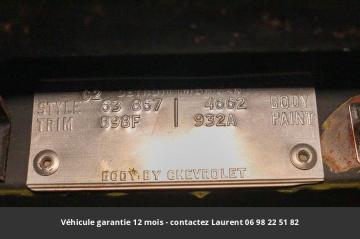 STYLE 63 867 4662 BODY
TRIM 898F 932A PAINT
BODY BY CHEVROLET
Véhicule garantie 12 mois - contactez Laurent 06 98 22 51 82